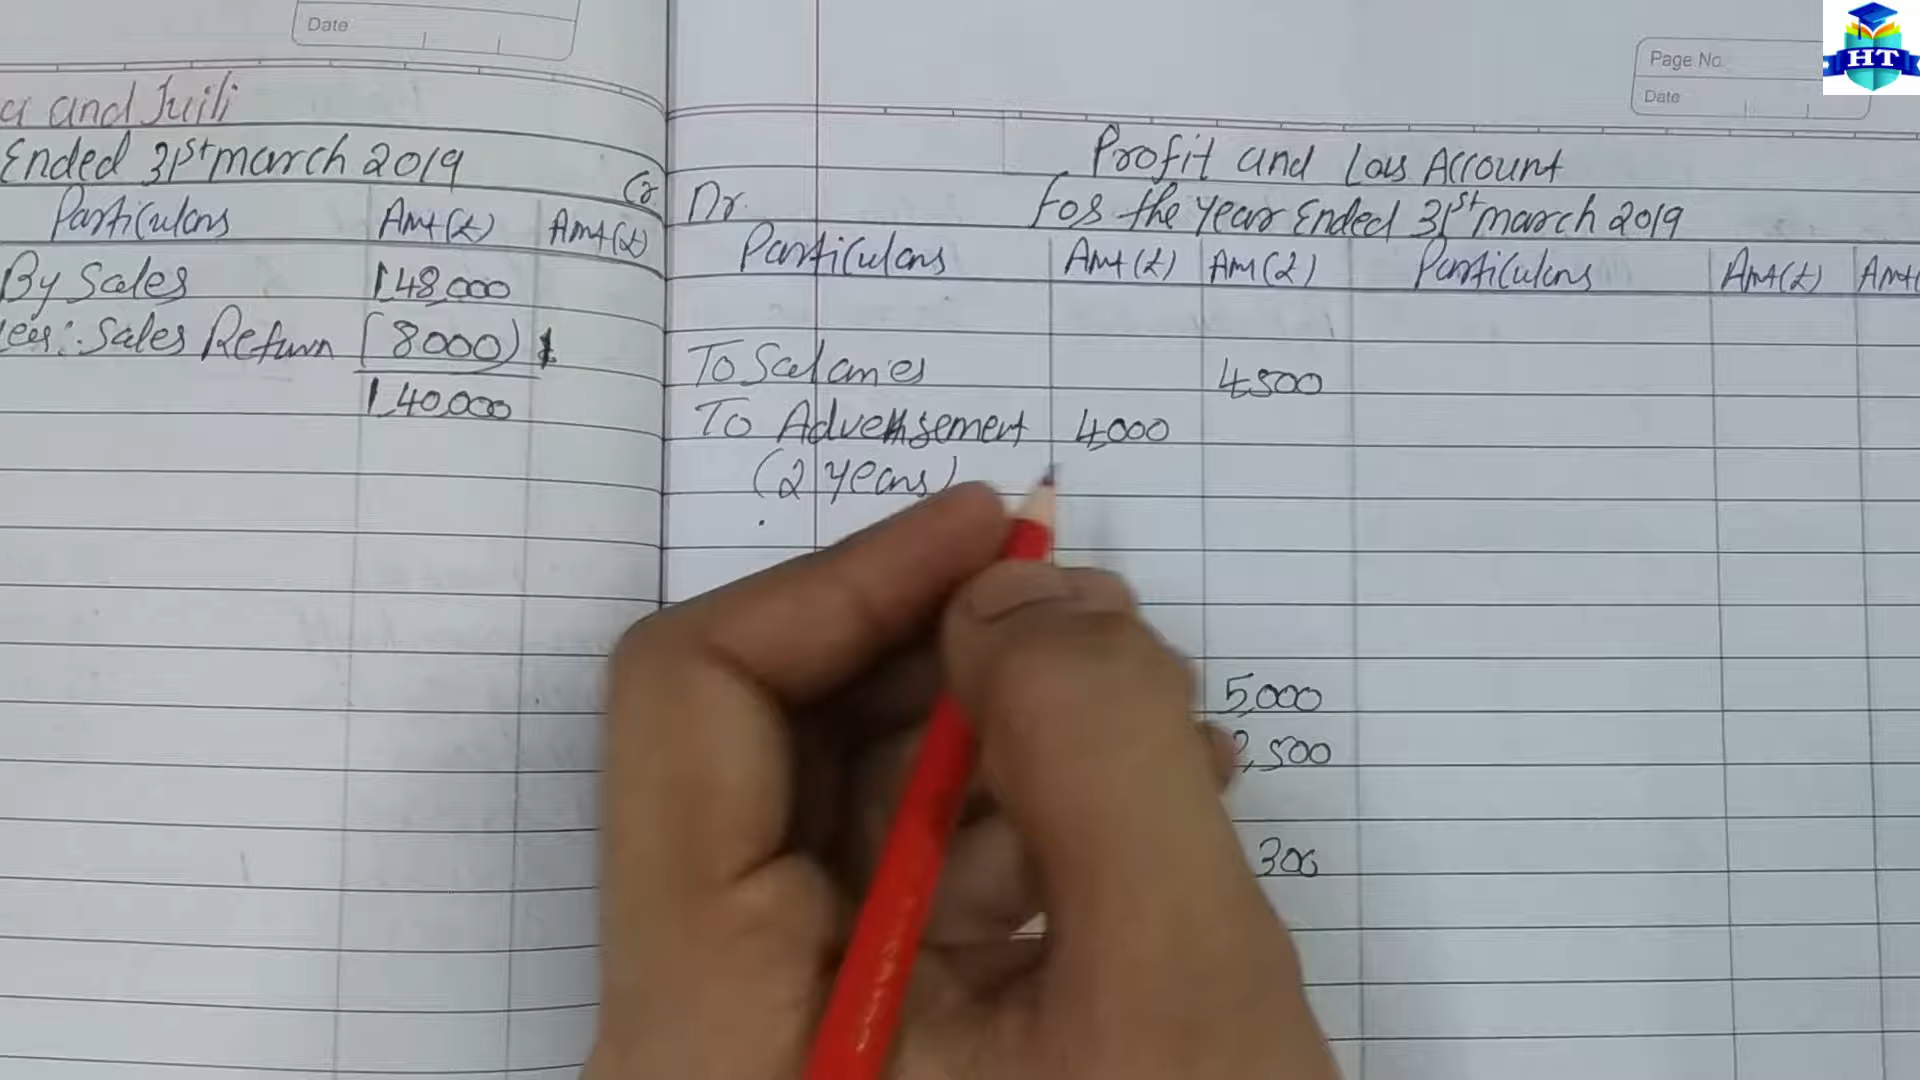 Date
and Juili
Ended 31st march 2019
Cr
Particulars Amt(₹) Amt(₹)
By Sales 1,48,000
Less: Sales Return (8000)
1,40,000
Page No.
Date
HT
Profit and Loss Account
Dr. For the Year Ended 31st march 2019
Particulars Amt(₹) Am(₹) Particulars Amt(₹) Amt(
To Salaries 4,500
To Advertisement 4,000
(2 years)
5,000
,500
300